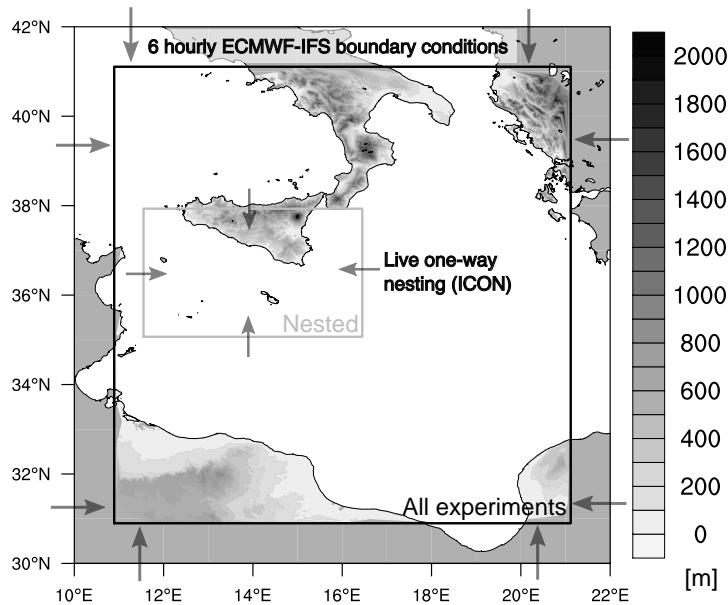 42°N
40°N
38°N
36°N
34°N
32°N
30°N
6 hourly ECMWF-IFS boundary conditions
Live one-way
nesting (ICON)
Nested
All experiments
10°E
12°E
14°E
16°E
18°E
20°E
22°E
2000
1800
1600
1400
1200
1000
800
600
400
200
0
[m]